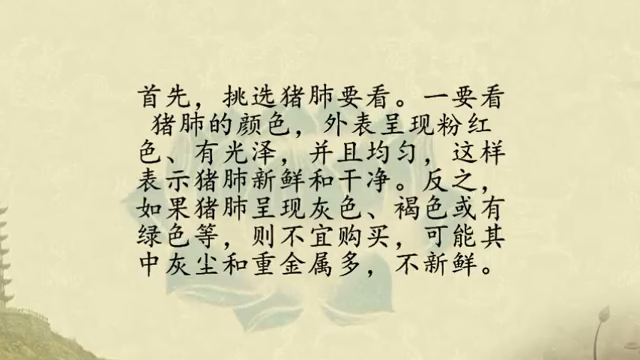 首先，挑选猪肺要看。一要看
猪肺的颜色，外表呈现粉红
色、有光泽，并且均匀，这样
表示猪肺新鲜和干净。反之，
如果猪肺呈现灰色、褐色或有
绿色等，则不宜购买，可能其
中灰尘和重金属多，不新鲜。